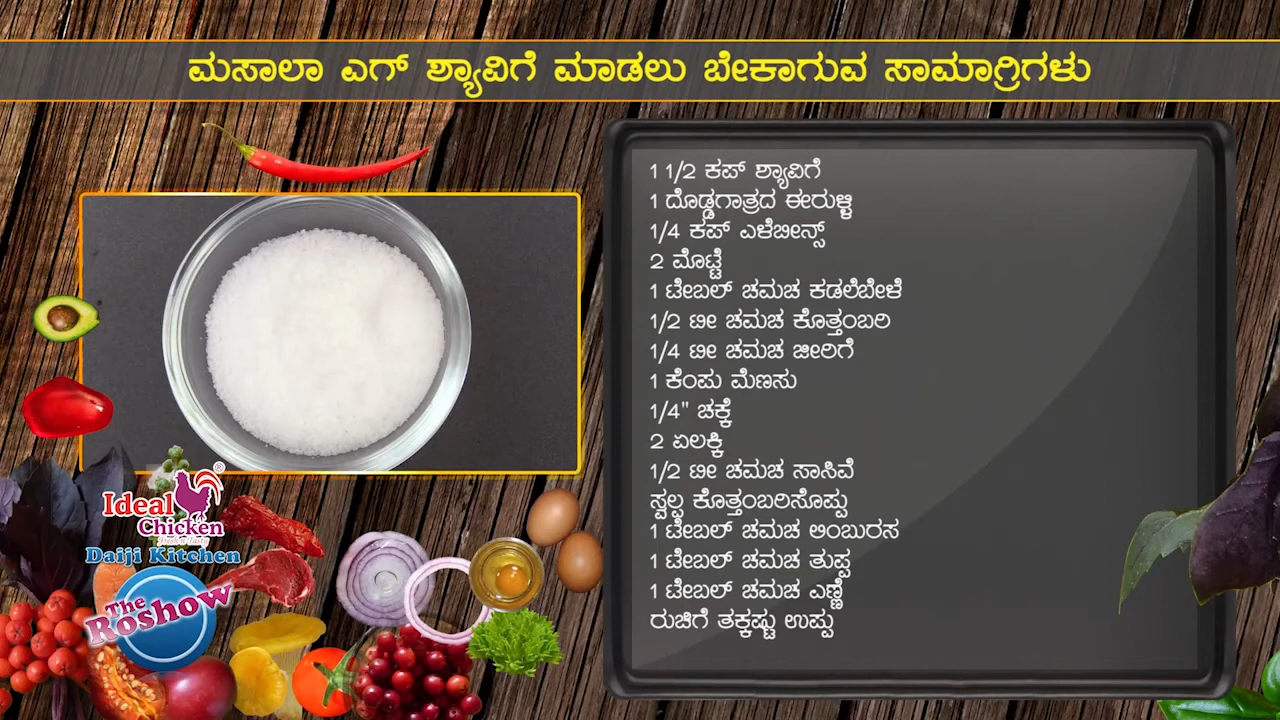 ಮಸಾಲಾ ಎಗ್ ಶ್ಯಾವಿಗೆ ಮಾಡಲು ಬೇಕಾಗುವ ಸಾಮಾಗ್ರಿಗಳು
1 1/2 ಕಪ್ ಶ್ಯಾವಿಗೆ
1 ದೊಡ್ಡಗಾತ್ರದ ಈರುಳ್ಳಿ
1/4 ಕಪ್ ಎಳೆಬೀನ್ಸ್
2 ಮೊಟ್ಟೆ
1 ಟೇಬಲ್ ಚಮಚ ಕಡಲೆಬೇಳೆ
1/2 ಟೀ ಚಮಚ ಕೊತ್ತಂಬರಿ
1/4 ಟೀ ಚಮಚ ಜೀರಿಗೆ
1 ಕೆಂಪು ಮೆಣಸು
1/4" ಚಕ್ಕೆ
2 ಏಲಕ್ಕಿ
1/2 ಟೀ ಚಮಚ ಸಾಸಿವೆ
ಸ್ವಲ್ಪ ಕೊತ್ತಂಬರಿಸೊಪ್ಪು
1 ಟೇಬಲ್ ಚಮಚ ಲಿಂಬುರಸ
1 ಟೇಬಲ್ ಚಮಚ ತುಪ್ಪ
1 ಟೇಬಲ್ ಚಮಚ ಎಣ್ಣೆ
ರುಚಿಗೆ ತಕ್ಕಷ್ಟು ಉಪ್ಪು
Ideal ®
Chicken
Fresh n Tasty
Daiji Kitchen
The
Roshow